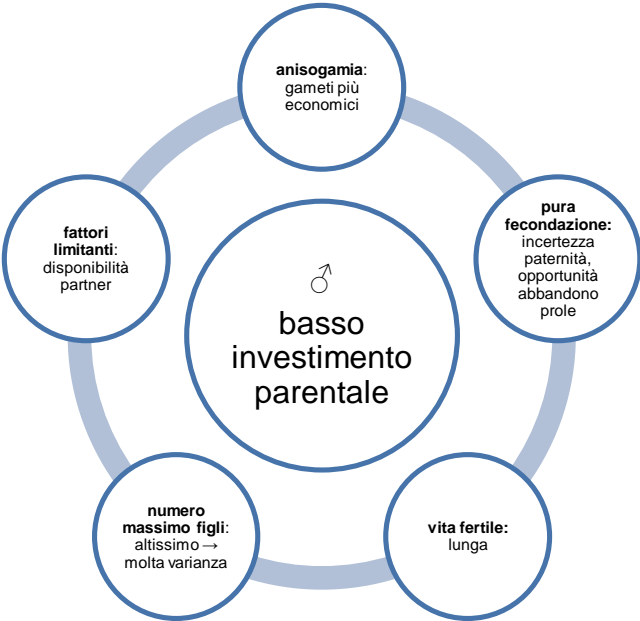 anisogamia:
gameti più
economici
pura
fecondazione:
incertezza
paternità,
opportunità
abbandono
prole
vita fertile:
lunga
numero
massimo figli:
altissimo →
molta varianza
fattori
limitanti:
disponibilità
partner
♂
basso
investimento
parentale